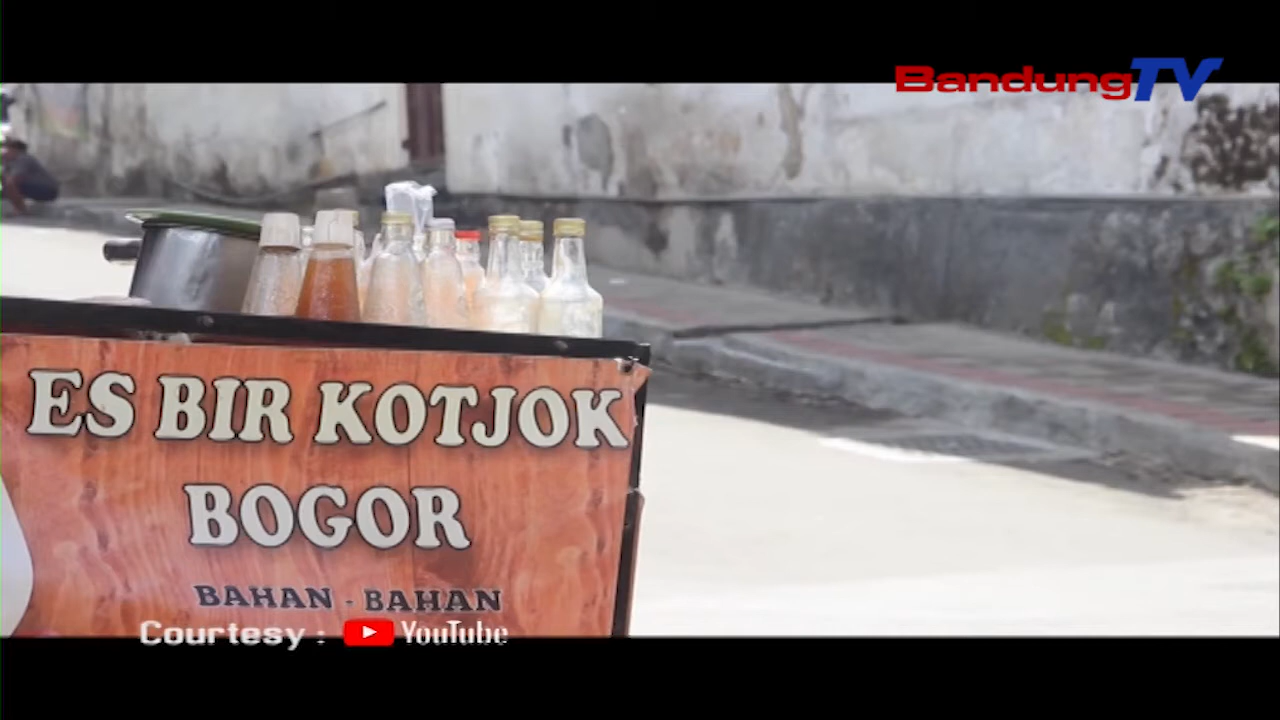 BandungTV
ES BIR KOTJOK
BOGOR
BAHAN - BAHAN
Courtesy : YouTube